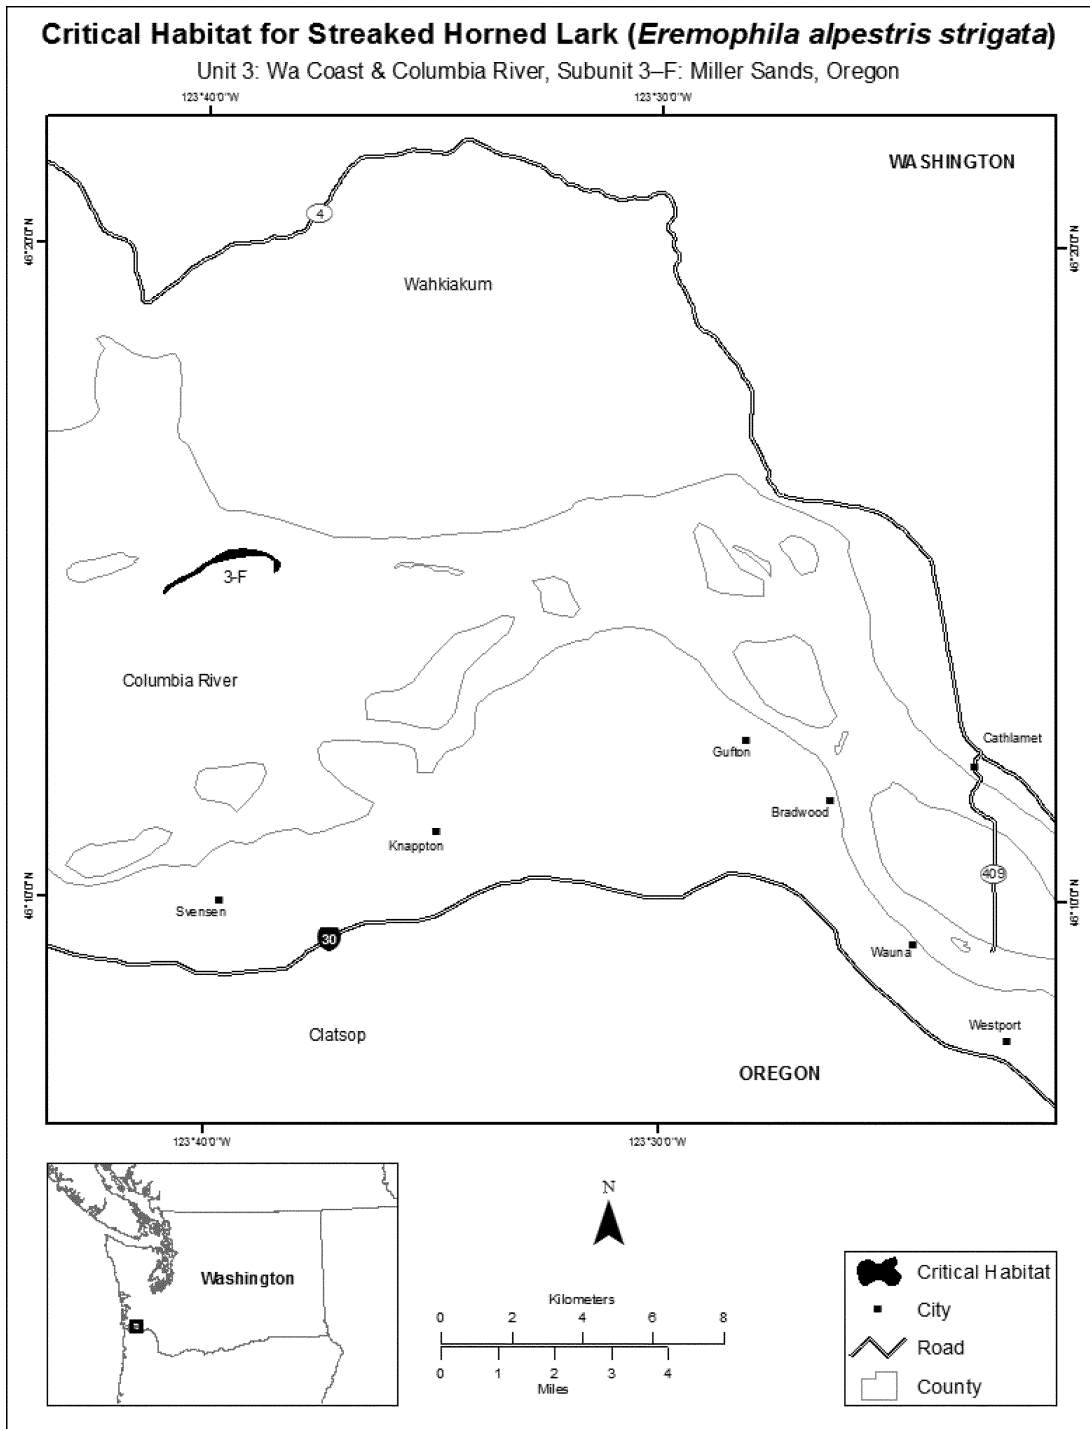 Critical Habitat for Streaked Horned Lark (Eremophila alpestris strigata)
Unit 3: Wa Coast & Columbia River, Subunit 3–F: Miller Sands, Oregon
123°40'0"W
123°30'0"W
WASHINGTON
4
46°20'0"N
46°20'0"N
Wahkiakum
3-F
Columbia River
Cathlamet
Gufton
Bradwood
Knappton
409
46°10'0"N
46°10'0"N
Svensen
30
Wauna
Westport
Clatsop
OREGON
123°40'0"W
123°30'0"W
N
Washington
Kilometers
0 2 4 6 8
0 1 2 3 4
Miles
Critical Habitat
City
Road
County